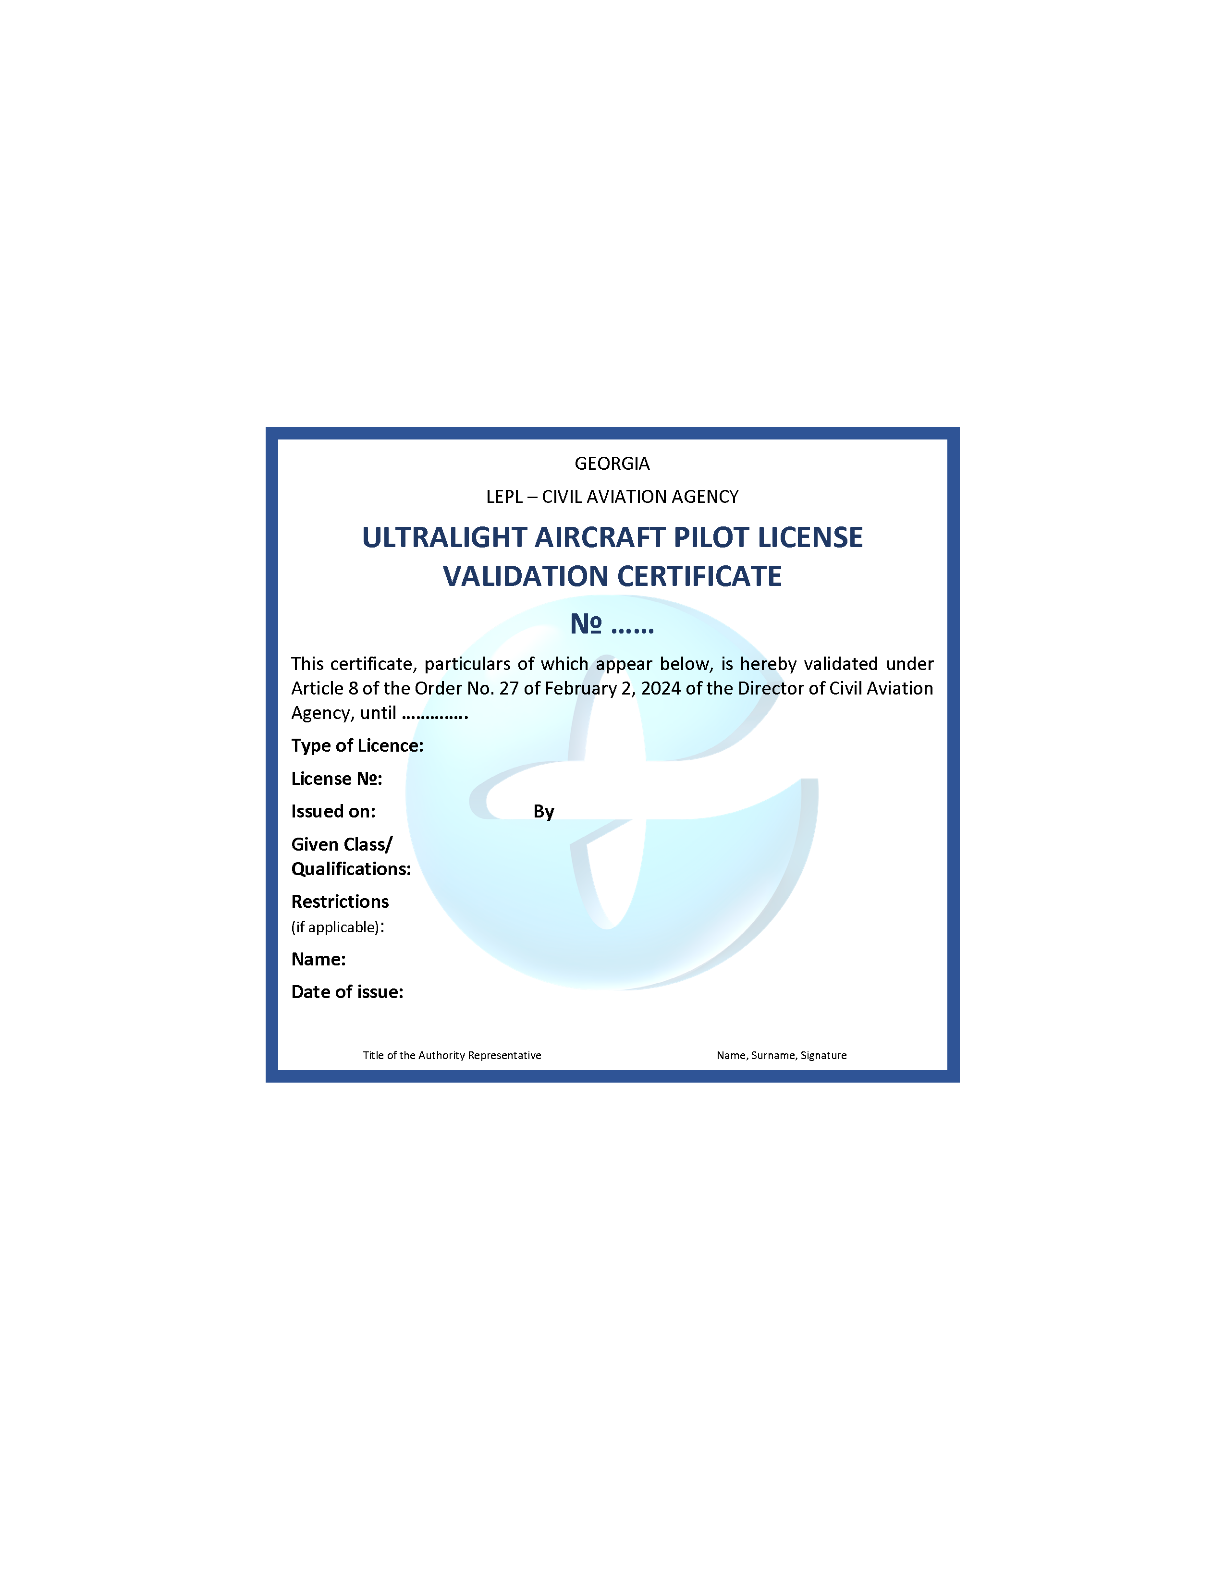 GEORGIA
LEPL – CIVIL AVIATION AGENCY
ULTRALIGHT AIRCRAFT PILOT LICENSE
VALIDATION CERTIFICATE
№ ……
This certificate, particulars of which appear below, is hereby validated under
Article 8 of the Order No. 27 of February 2, 2024 of the Director of Civil Aviation
Agency, until .............
Type of Licence:
License №:
Issued on: By
Given Class/
Qualifications:
Restrictions
(if applicable):
Name:
Date of issue:
Title of the Authority Representative Name, Surname, Signature